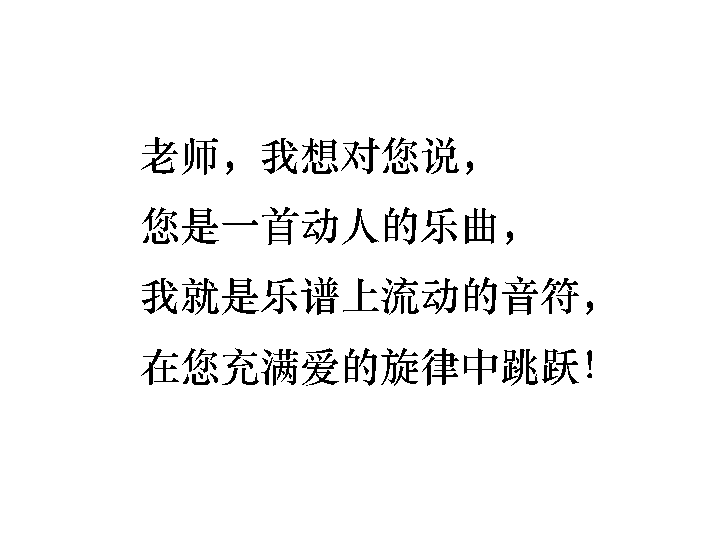 老师，我想对您说，
您是一首动人的乐曲，
我就是乐谱上流动的音符，
在您充满爱的旋律中跳跃！